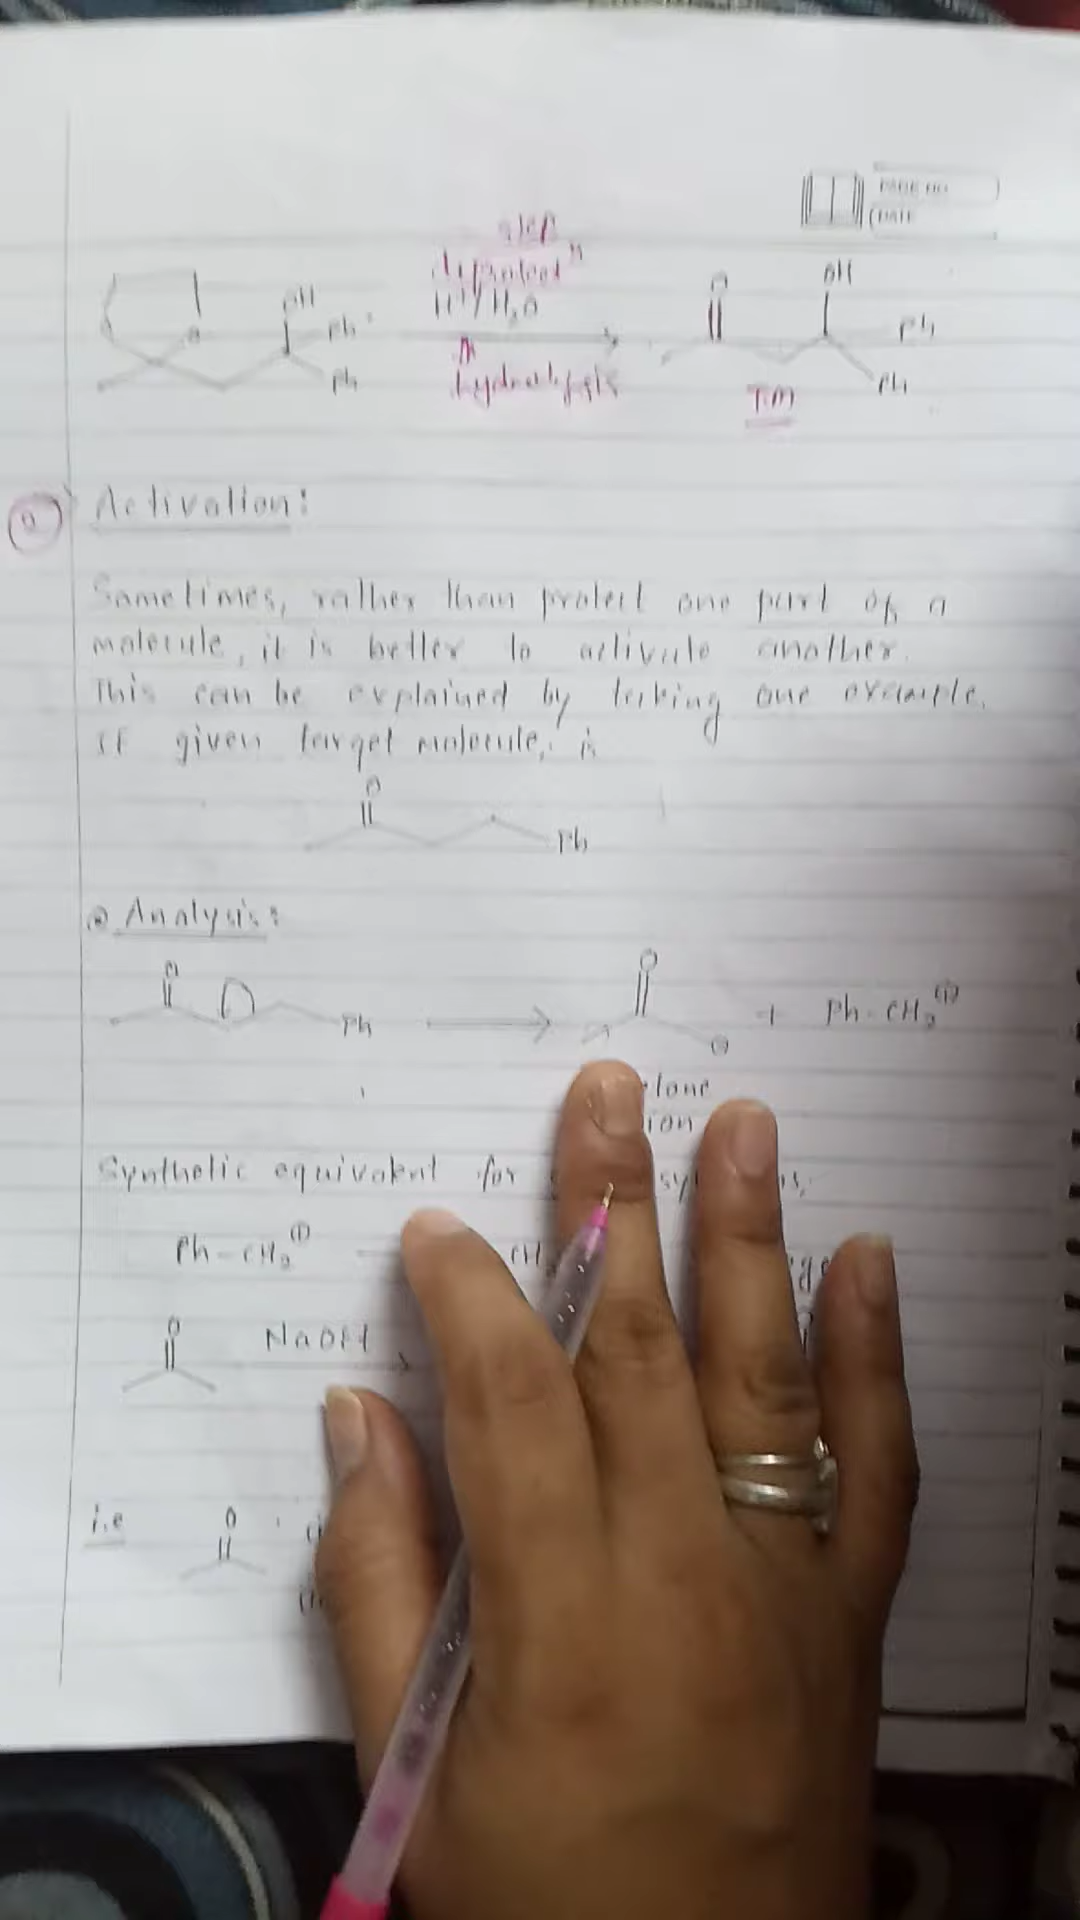 PAGE NO.
DATE
step
deprotectⁿ
H⁺/H₂O
hydrolysis
OH
Ph
Ph
O
OH
Ph
Ph
TM
Activation:
Sometimes, rather than protect one part of a
molecule, it is better to activate another.
This can be explained by taking one example.
If given target molecule, is
O
Ph
Analysis:
O
Ph
O
⊖
+ Ph-CH₂⊕
Synthetic equivalent for
Ph-CH₂⊕
CH₂
O
NaOH
i.e
O